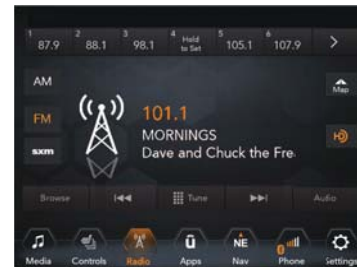 1 2 3 4 5 6
87.9 88.1 98.1 Hold to Set 105.1 107.9
AM
Map
FM
101.1
HD
MORNINGS
sxm
Dave and Chuck the Fre
Browse Tune Audio
NE
Media Controls Radio Apps Nav 0 Phone Settings